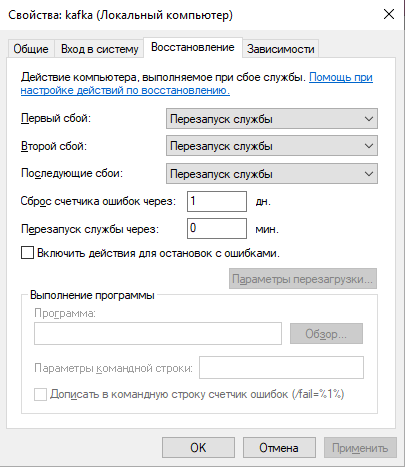 Свойства: kafka (Локальный компьютер)
Общие Вход в систему Восстановление Зависимости
Действие компьютера, выполняемое при сбое службы. Помощь при
настройке действий по восстановлению.
Первый сбой: Перезапуск службы
Второй сбой: Перезапуск службы
Последующие сбои: Перезапуск службы
Сброс счетчика ошибок через: 1 дн.
Перезапуск службы через: 0 мин.
Включить действия для остановок с ошибками.
Параметры перезагрузки...
Выполнение программы
Программа:
Обзор...
Параметры командной строки:
Дописать в командную строку счетчик ошибок (/fail=%1%)
ОК Отмена Применить